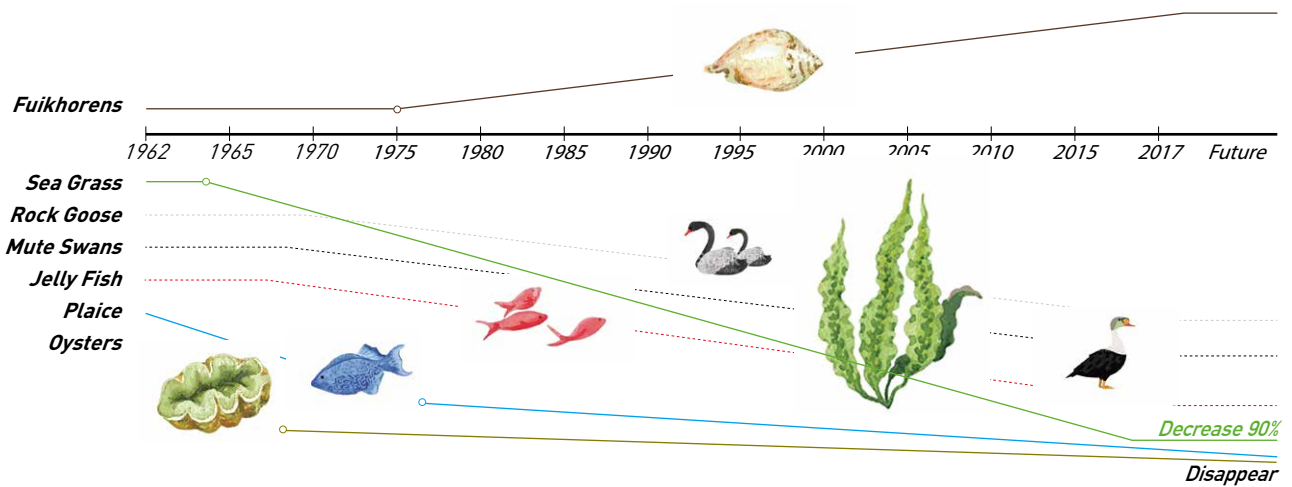 Fuikhorens
1962 1965 1970 1975 1980 1985 1990 1995 2000 2005 2010 2015 2017 Future
Sea Grass
Rock Goose
Mute Swans
Jelly Fish
Plaice
Oysters
Decrease 90%
Disappear